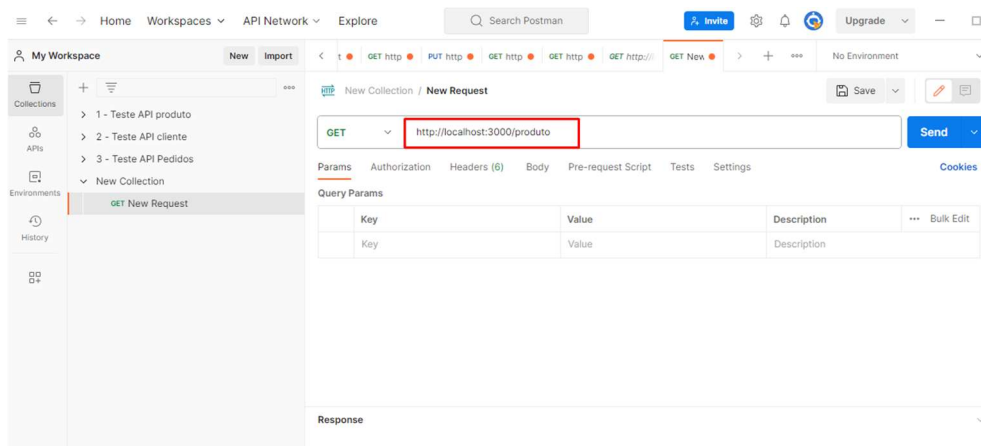 Home Workspaces API Network Explore Search Postman Invite Upgrade
My Workspace New Import GET http PUT http GET http GET http GET http:// GET New No Environment
Collections
APIs
Environments
History
1 - Teste API produto
2 - Teste API cliente
3 - Teste API Pedidos
New Collection
GET New Request
HTTP New Collection / New Request Save
GET http://localhost:3000/produto Send
Params Authorization Headers (6) Body Pre-request Script Tests Settings Cookies
Query Params
Key Value Description Bulk Edit
Key Value Description
Response